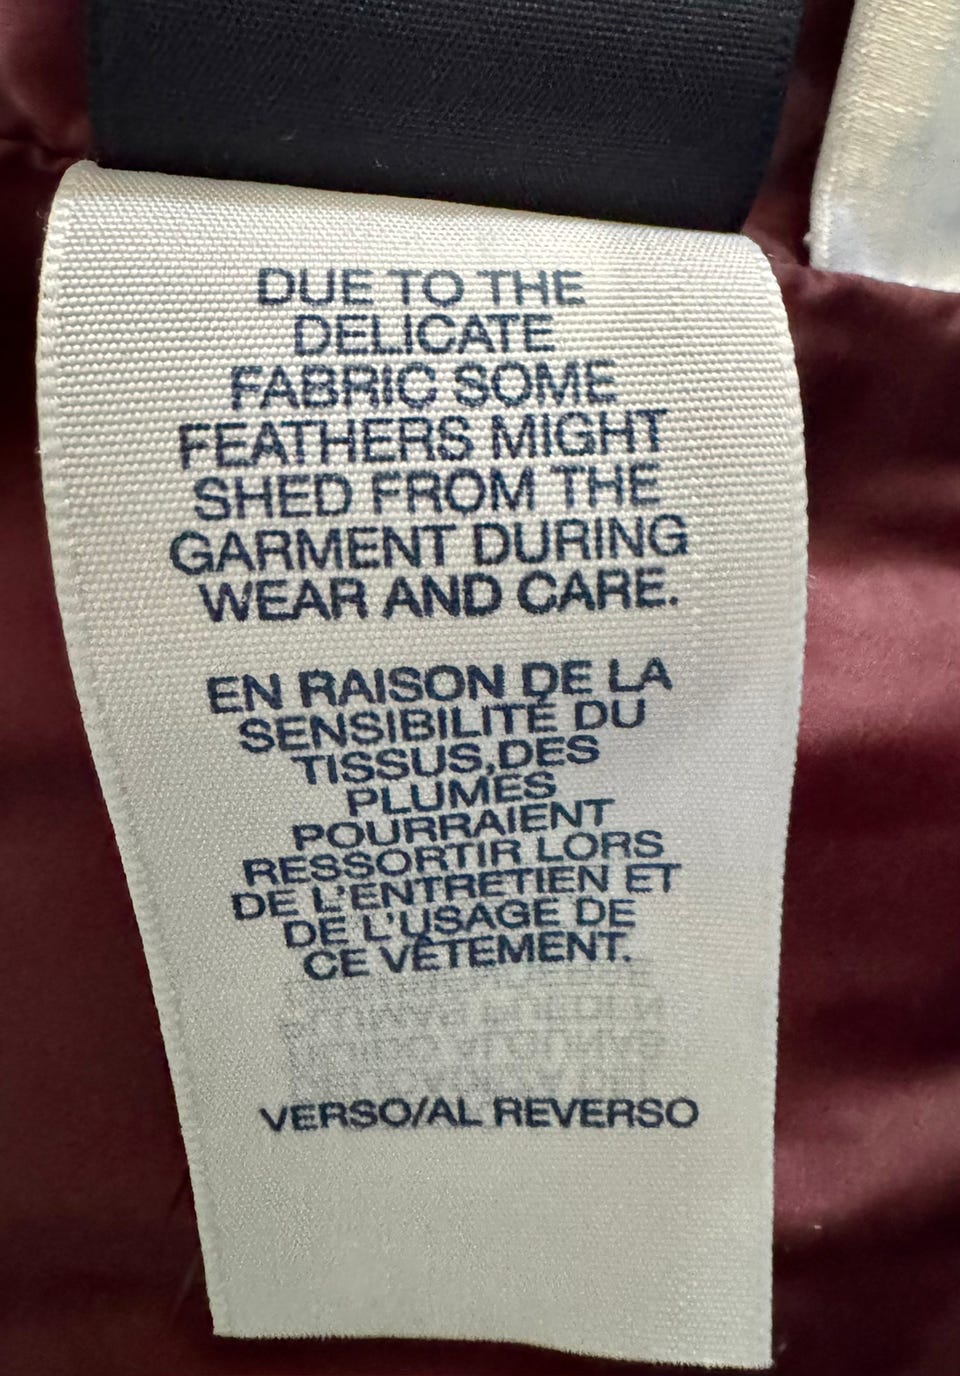 DUE TO THE
DELICATE
FABRIC SOME
FEATHERS MIGHT
SHED FROM THE
GARMENT DURING
WEAR AND CARE.
EN RAISON DE LA
SENSIBILITÉ DU
TISSUS,DES
PLUMES
POURRAIENT
RESSORTIR LORS
DE L'ENTRETIEN ET
DE L'USAGE DE
CE VÊTEMENT.
VERSO/AL REVERSO